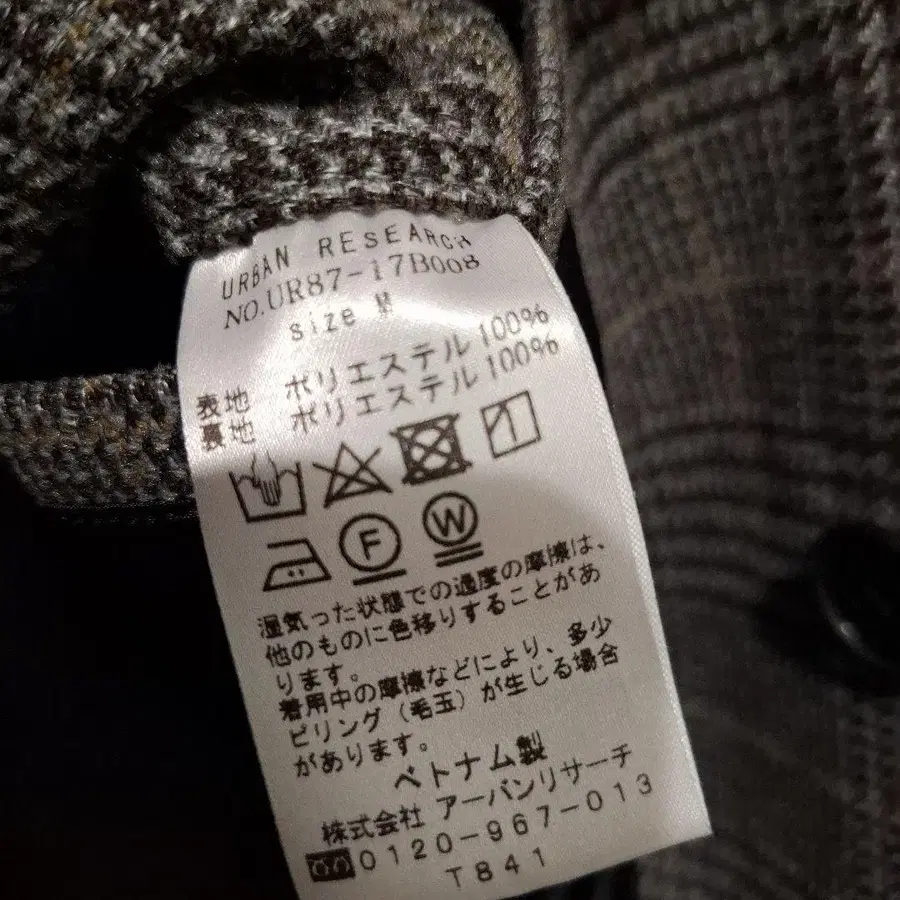 URBAN RESEARCH
NO.UR87-17B008
size M
表地 ポリエステル100%
裏地 ポリエステル100%
F
W
湿気った状態での過度の摩擦は、
他のものに色移りすることがあ
ります。
着用中の摩擦などにより、多少
ピリング（毛玉）が生じる場合
があります。
ベトナム製
株式会社 アーバンリサーチ
0120-967-013
T841